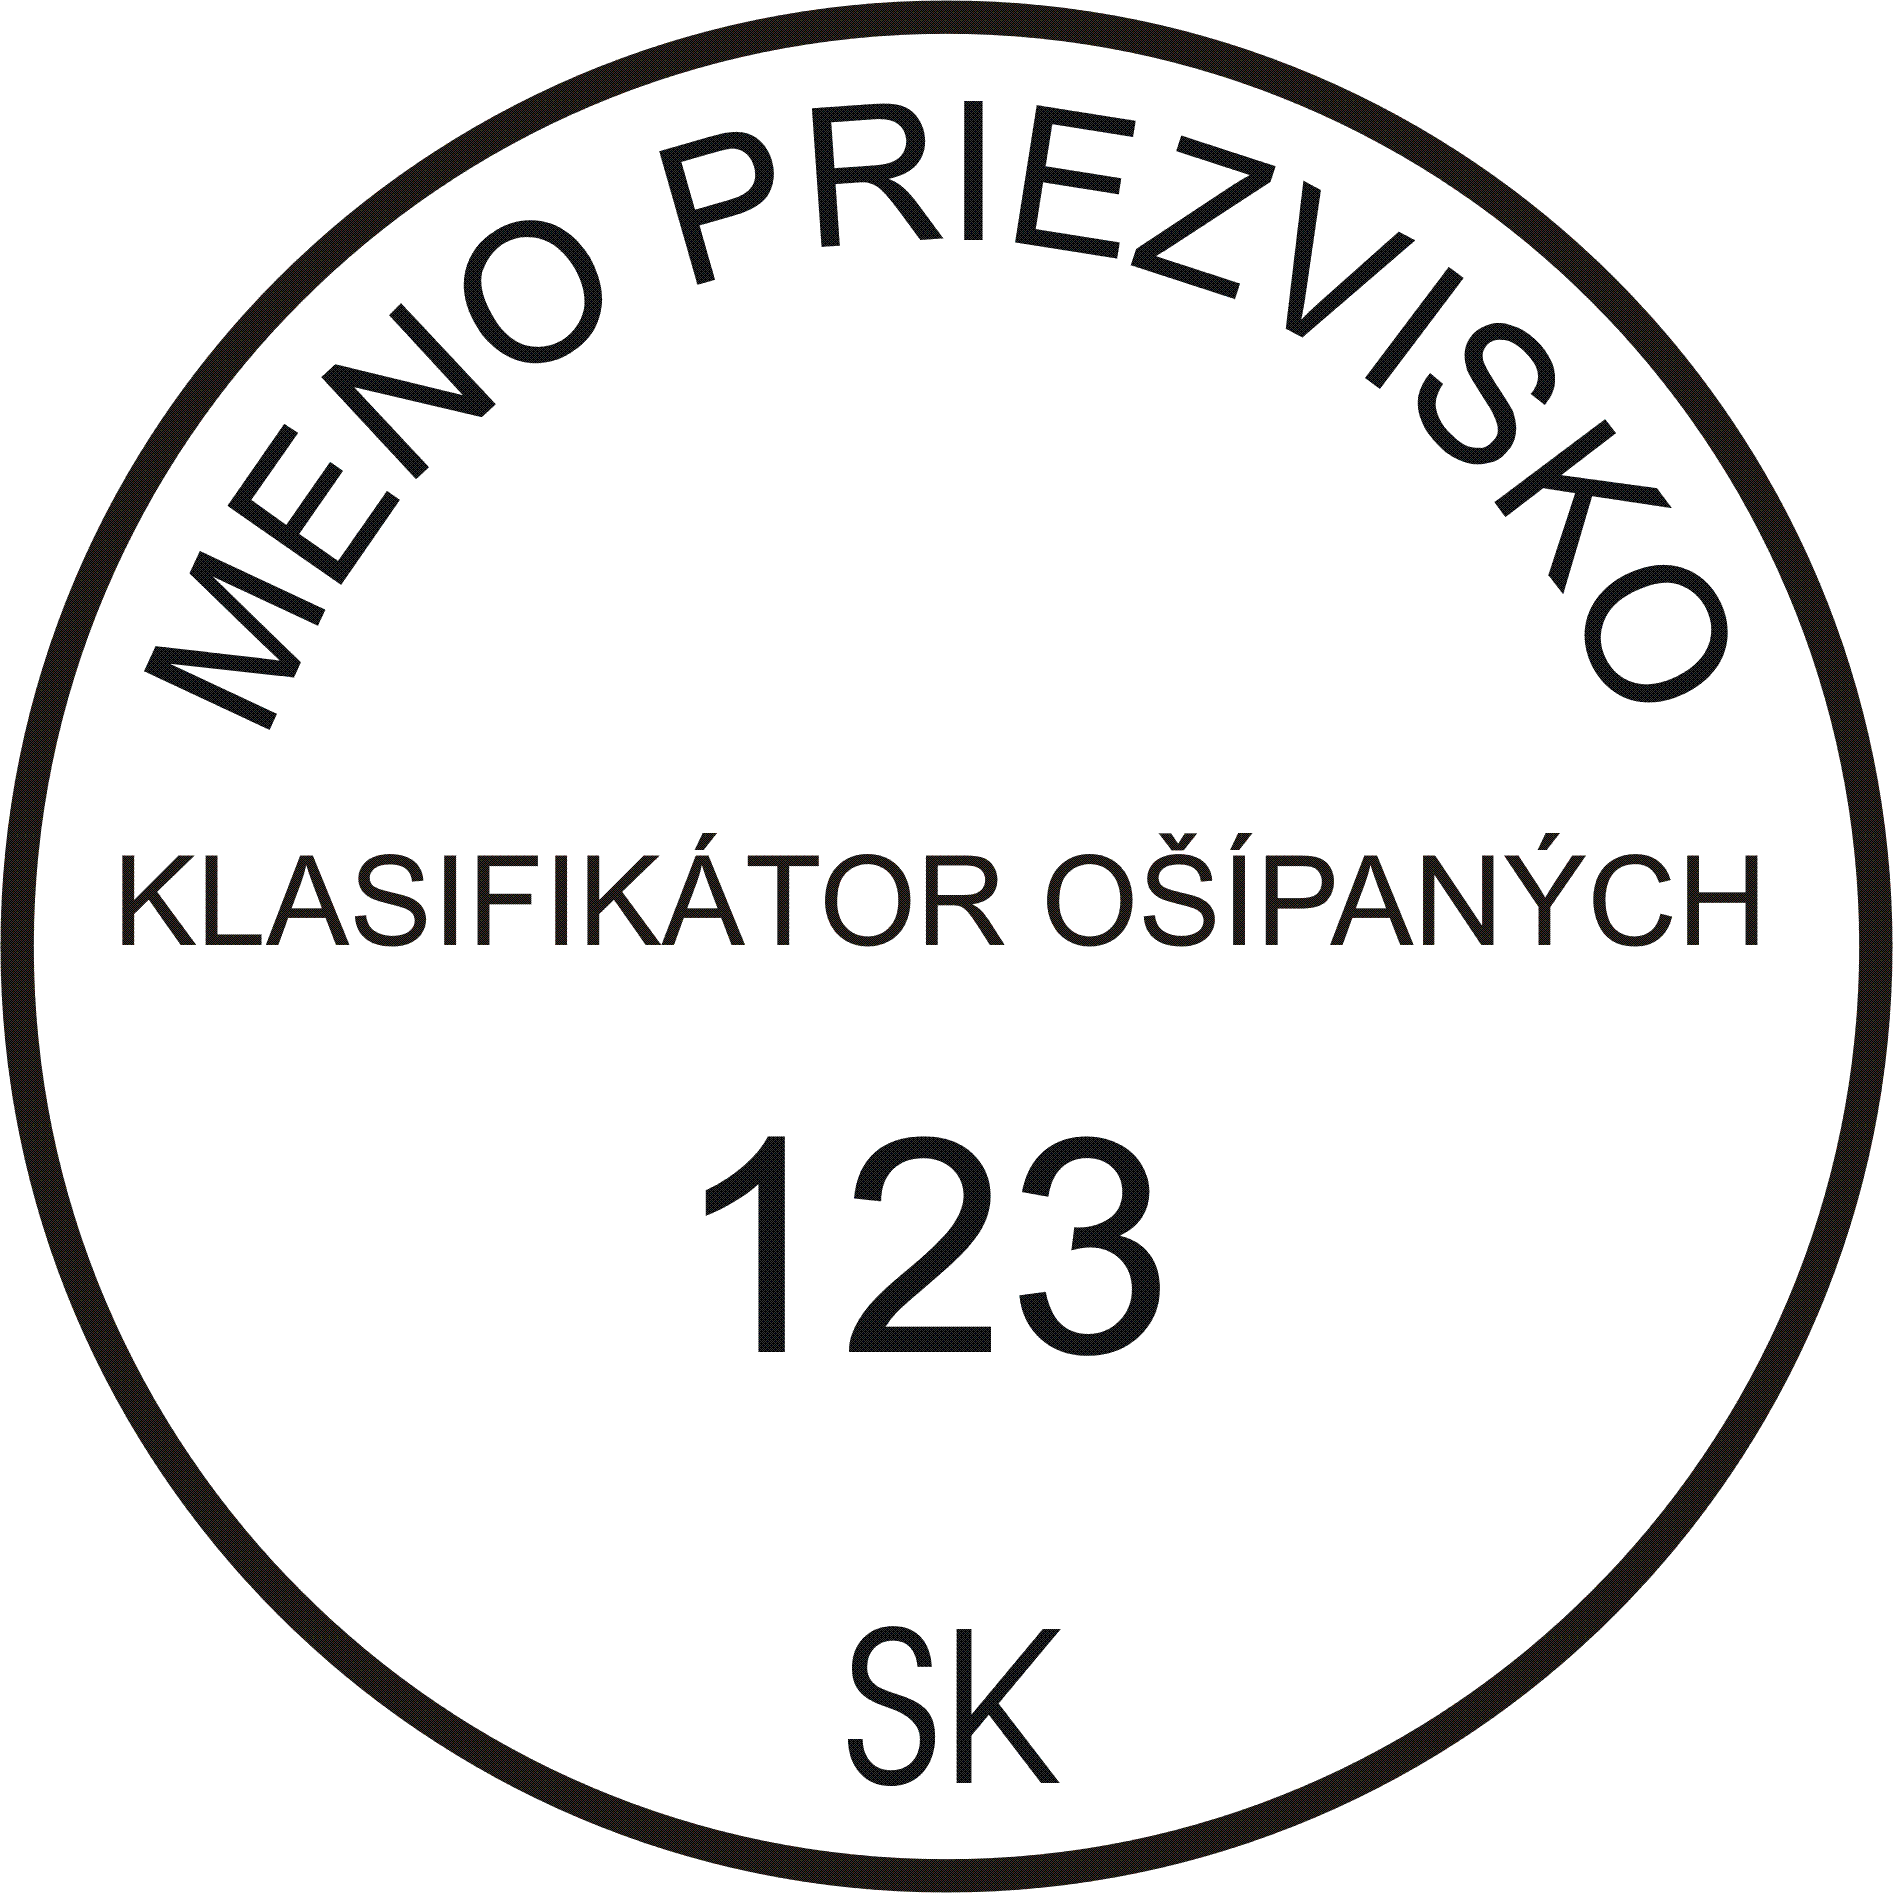 MENO PRIEZVISKO
KLASIFIKÁTOR OŠÍPANÝCH
123
SK